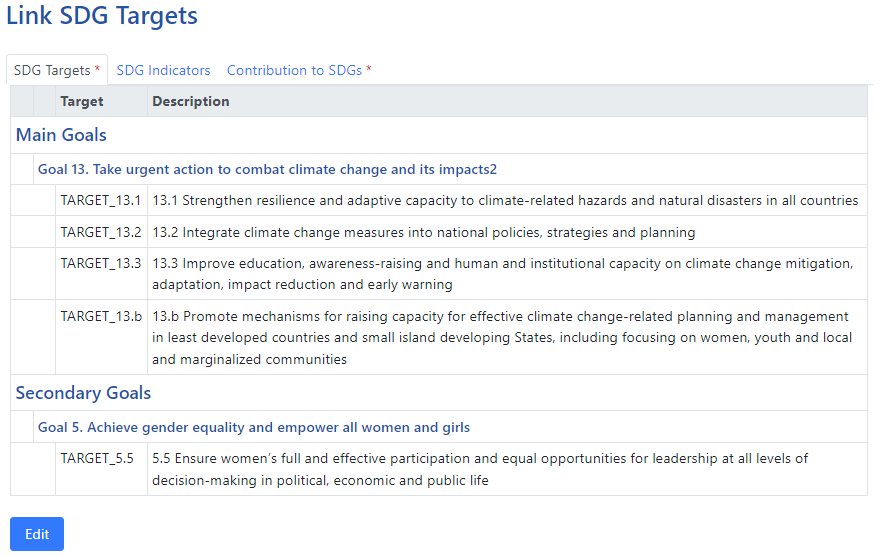 Link SDG Targets
SDG Targets * SDG Indicators Contribution to SDGs *
Target Description
Main Goals
Goal 13. Take urgent action to combat climate change and its impacts2
TARGET_13.1 13.1 Strengthen resilience and adaptive capacity to climate-related hazards and natural disasters in all countries
TARGET_13.2 13.2 Integrate climate change measures into national policies, strategies and planning
TARGET_13.3 13.3 Improve education, awareness-raising and human and institutional capacity on climate change mitigation,
adaptation, impact reduction and early warning
TARGET_13.b 13.b Promote mechanisms for raising capacity for effective climate change-related planning and management
in least developed countries and small island developing States, including focusing on women, youth and local
and marginalized communities
Secondary Goals
Goal 5. Achieve gender equality and empower all women and girls
TARGET_5.5 5.5 Ensure women's full and effective participation and equal opportunities for leadership at all levels of
decision-making in political, economic and public life
Edit